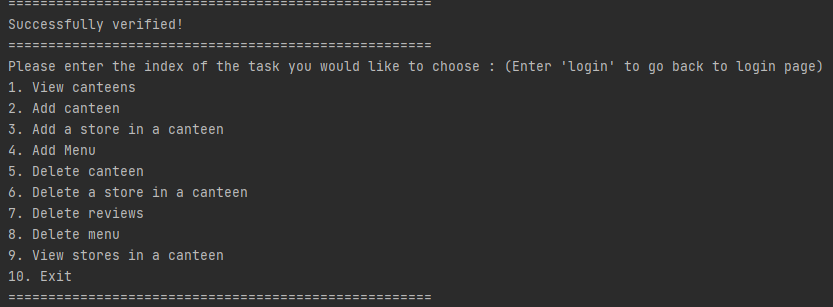 =====================================================
Successfully verified!
=====================================================
Please enter the index of the task you would like to choose : (Enter 'login' to go back to login page)
1. View canteens
2. Add canteen
3. Add a store in a canteen
4. Add Menu
5. Delete canteen
6. Delete a store in a canteen
7. Delete reviews
8. Delete menu
9. View stores in a canteen
10. Exit
=====================================================